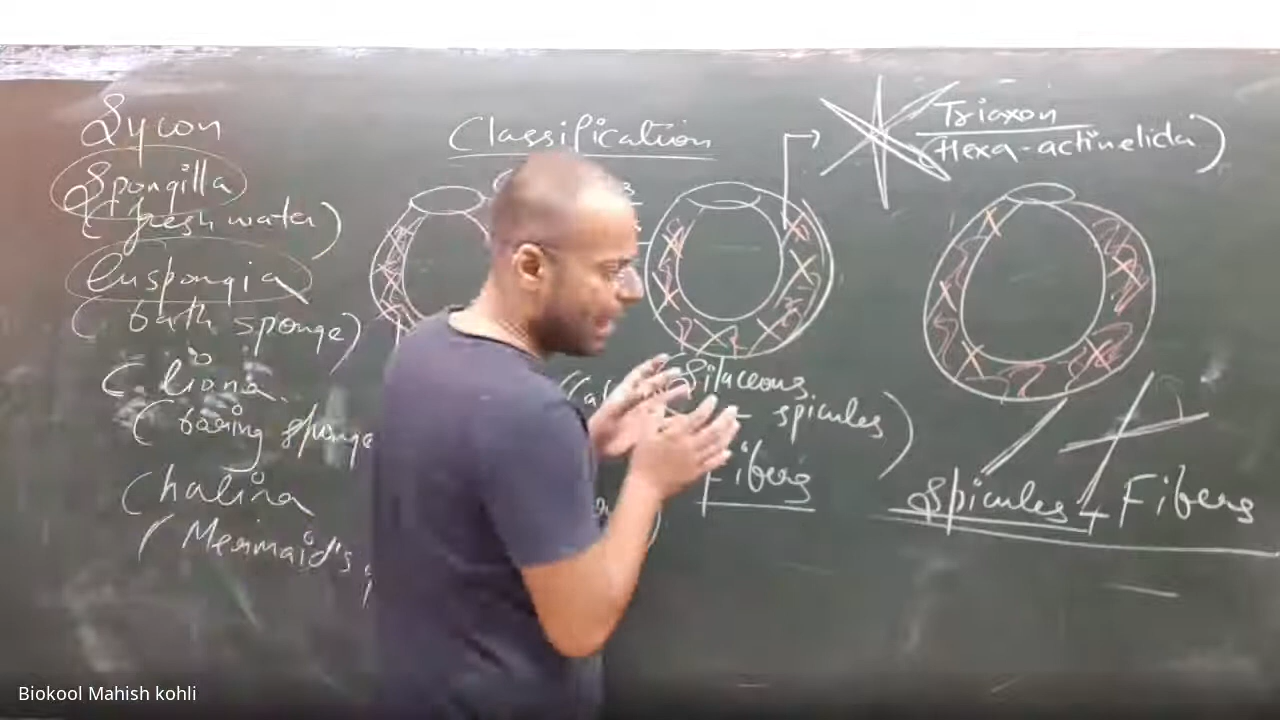 Sycon
Spongilla
(fresh water)
Euspongia
(bath sponge)
Cliona
(boring sponge
Chalina
(Mermaid's
Classification
Silaceous
spicules)
Fibers
Triaxon
(Hexa-actinelida)
Spicules + Fibers
Biokool Mahish kohli